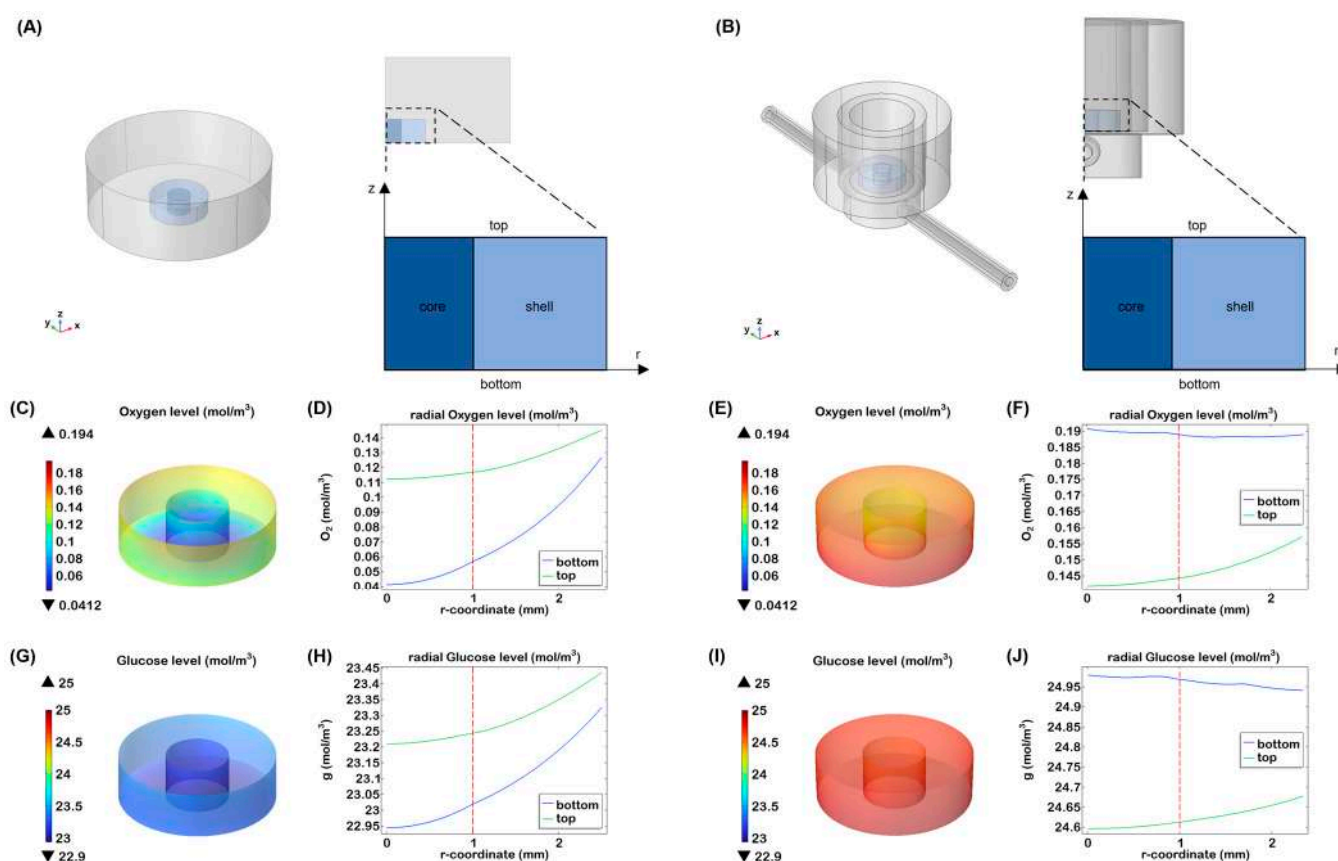 (A)
z
top
core
shell
r
bottom
z
y
x
(B)
z
top
core
shell
r
bottom
z
y
x
(C)
Oxygen level (mol/m³)
▲ 0.194
0.18
0.16
0.14
0.12
0.1
0.08
0.06
▼ 0.0412
(D)
radial Oxygen level (mol/m³)
0.14
0.13
0.12
0.11
0.1
0.09
0.08
0.07
0.06
0.05
0.04
O₂ (mol/m³)
bottom
top
0
1
2
r-coordinate (mm)
(E)
Oxygen level (mol/m³)
▲ 0.194
0.18
0.16
0.14
0.12
0.1
0.08
0.06
▼ 0.0412
(F)
radial Oxygen level (mol/m³)
0.19
0.185
0.18
0.175
0.17
0.165
0.16
0.155
0.15
0.145
O₂ (mol/m³)
bottom
top
0
1
2
r-coordinate (mm)
(G)
Glucose level (mol/m³)
▲ 25
25
24.5
24
23.5
23
▼ 22.9
(H)
radial Glucose level (mol/m³)
23.45
23.4
23.35
23.3
23.25
23.2
23.15
23.1
23.05
23
22.95
g (mol/m³)
bottom
top
0
1
2
r-coordinate (mm)
(I)
Glucose level (mol/m³)
▲ 25
25
24.5
24
23.5
23
▼ 22.9
(J)
radial Glucose level (mol/m³)
24.95
24.9
24.85
24.8
24.75
24.7
24.65
24.6
g (mol/m³)
bottom
top
0
1
2
r-coordinate (mm)